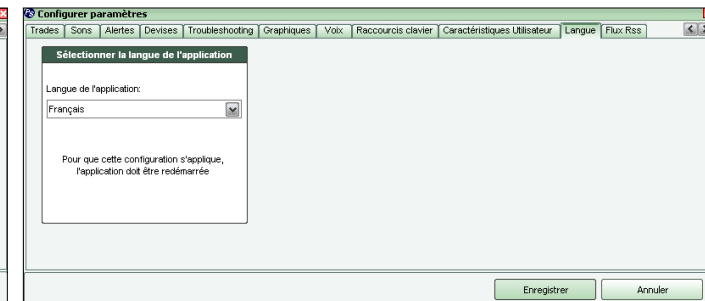 Configurer paramètres
Trades Sons Alertes Devises Troubleshooting Graphiques Voix Raccourcis clavier Caractéristiques Utilisateur Langue Flux Rss
Sélectionner la langue de l'application
Langue de l'application:
Français
Pour que cette configuration s'applique,
l'application doit être redémarrée
Enregistrer Annuler